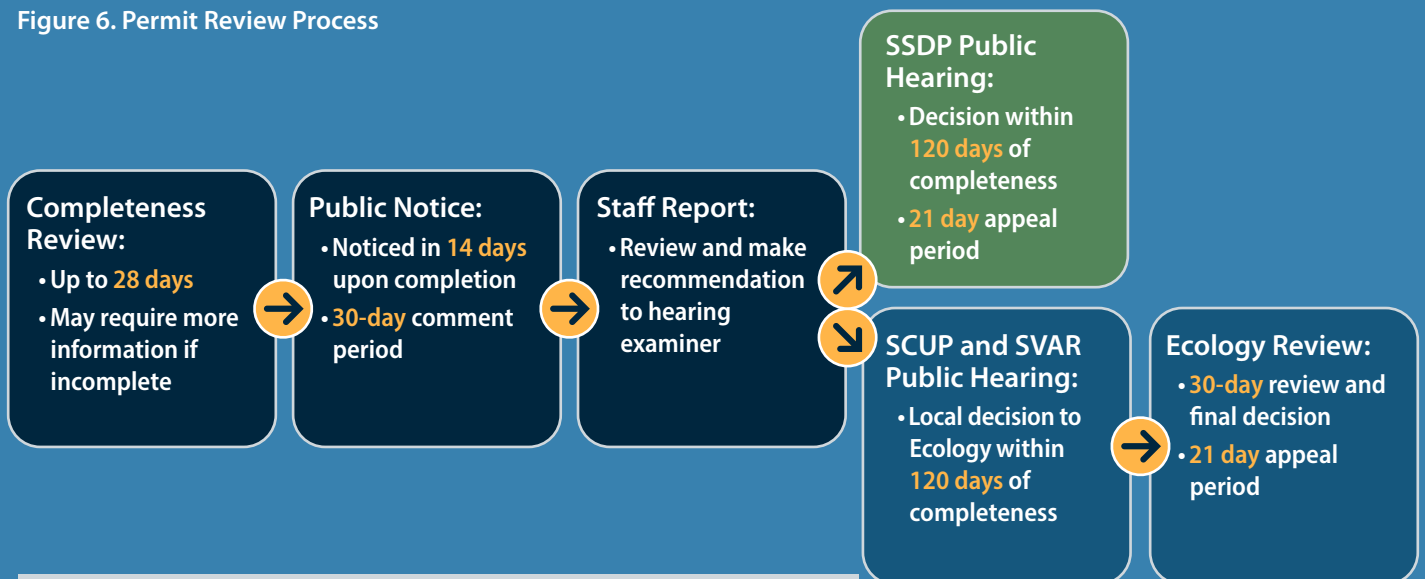 Figure 6. Permit Review Process
Completeness
Review:
• Up to 28 days
• May require more
information if
incomplete
Public Notice:
• Noticed in 14 days
upon completion
• 30-day comment
period
Staff Report:
• Review and make
recommendation
to hearing
examiner
SSDP Public
Hearing:
• Decision within
120 days of
completeness
• 21 day appeal
period
SCUP and SVAR
Public Hearing:
• Local decision to
Ecology within
120 days of
completeness
Ecology Review:
• 30-day review and
final decision
• 21 day appeal
period